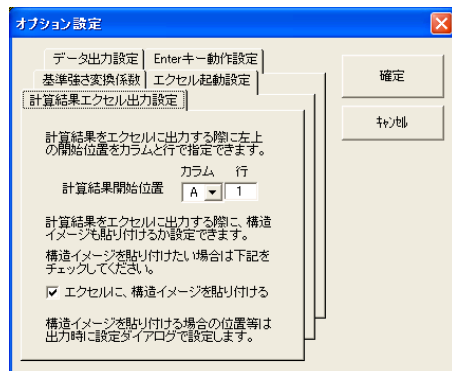 オプション設定
データ出力設定 Enterキー動作設定
基準強さ変換係数 エクセル起動設定
計算結果エクセル出力設定
計算結果をエクセルに出力する際に左上
の開始位置をカラムと行で指定できます。
カラム 行
計算結果開始位置 A 1
計算結果をエクセルに出力する際に、構造
イメージも貼り付けるか設定できます。
構造イメージを貼り付けたい場合は下記を
チェックしてください。
エクセルに、構造イメージを貼り付ける
構造イメージを貼り付ける場合の位置等は
出力時に設定ダイアログで設定します。
確定
キャンセル